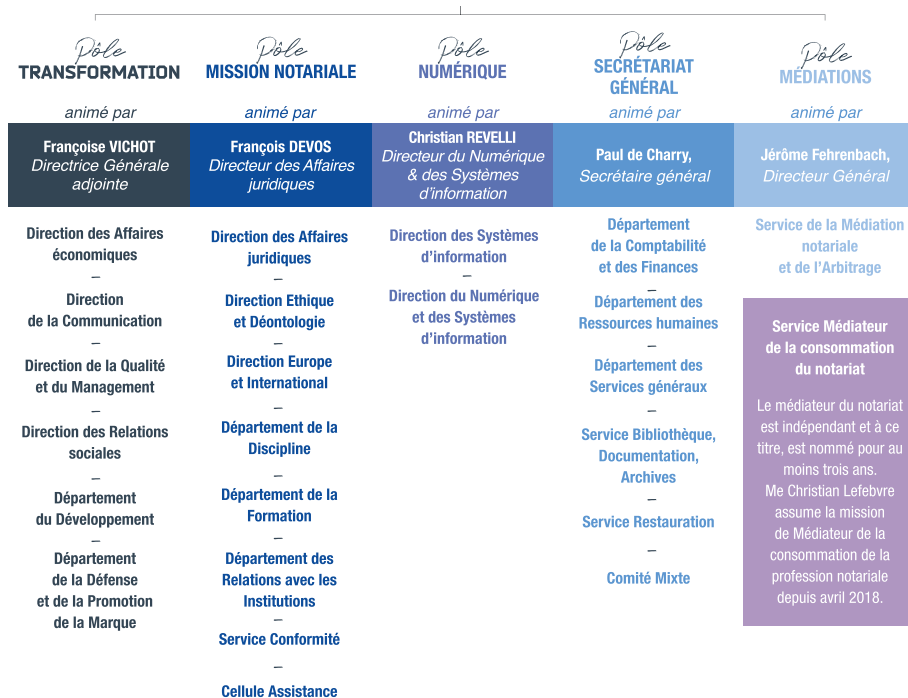 Pôle
TRANSFORMATION
animé par
Françoise VICHOT
Directrice Générale
adjointe
Direction des Affaires
économiques
–
Direction
de la Communication
–
Direction de la Qualité
et du Management
–
Direction des Relations
sociales
–
Département
du Développement
–
Département
de la Défense
et de la Promotion
de la Marque
Pôle
MISSION NOTARIALE
animé par
François DEVOS
Directeur des Affaires
juridiques
Direction des Affaires
juridiques
–
Direction Ethique
et Déontologie
–
Direction Europe
et International
–
Département de la
Discipline
–
Département de la
Formation
–
Département des
Relations avec les
Institutions
–
Service Conformité
–
Cellule Assistance
Pôle
NUMÉRIQUE
animé par
Christian REVELLI
Directeur du Numérique
& des Systèmes
d’information
Direction des Systèmes
d’information
–
Direction du Numérique
et des Systèmes
d’information
Pôle
SECRÉTARIAT
GÉNÉRAL
animé par
Paul de Charry,
Secrétaire général
Département
de la Comptabilité
et des Finances
–
Département des
Ressources humaines
–
Département des
Services généraux
–
Service Bibliothèque,
Documentation,
Archives
–
Service Restauration
–
Comité Mixte
Pôle
MÉDIATIONS
animé par
Jérôme Fehrenbach,
Directeur Général
Service de la Médiation
notariale
et de l’Arbitrage
Service Médiateur
de la consommation
du notariat
Le médiateur du notariat
est indépendant et à ce
titre, est nommé pour au
moins trois ans.
Me Christian Lefebvre
assume la mission
de Médiateur de la
consommation de la
profession notariale
depuis avril 2018.